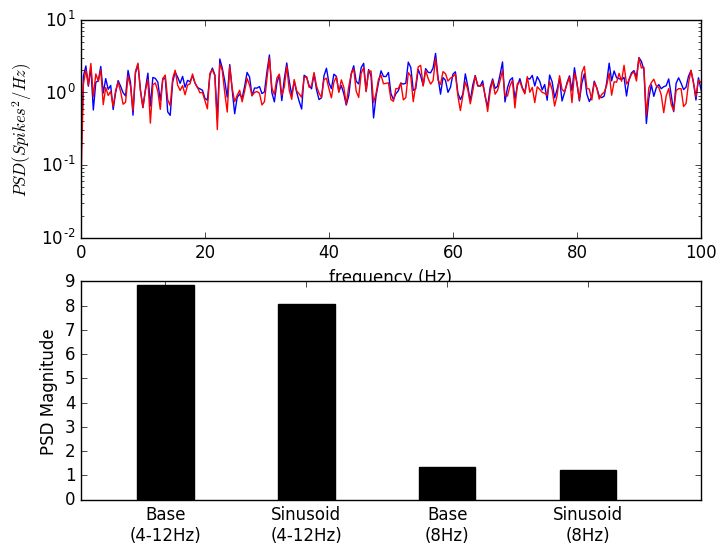 10^1
10^0
10^-1
10^-2
PSD(Spikes^2/Hz)
0 20 40 60 80 100
frequency (Hz)
9
8
7
6
5
4
3
2
1
0
PSD Magnitude
Base Sinusoid Base Sinusoid
(4-12Hz) (4-12Hz) (8Hz) (8Hz)